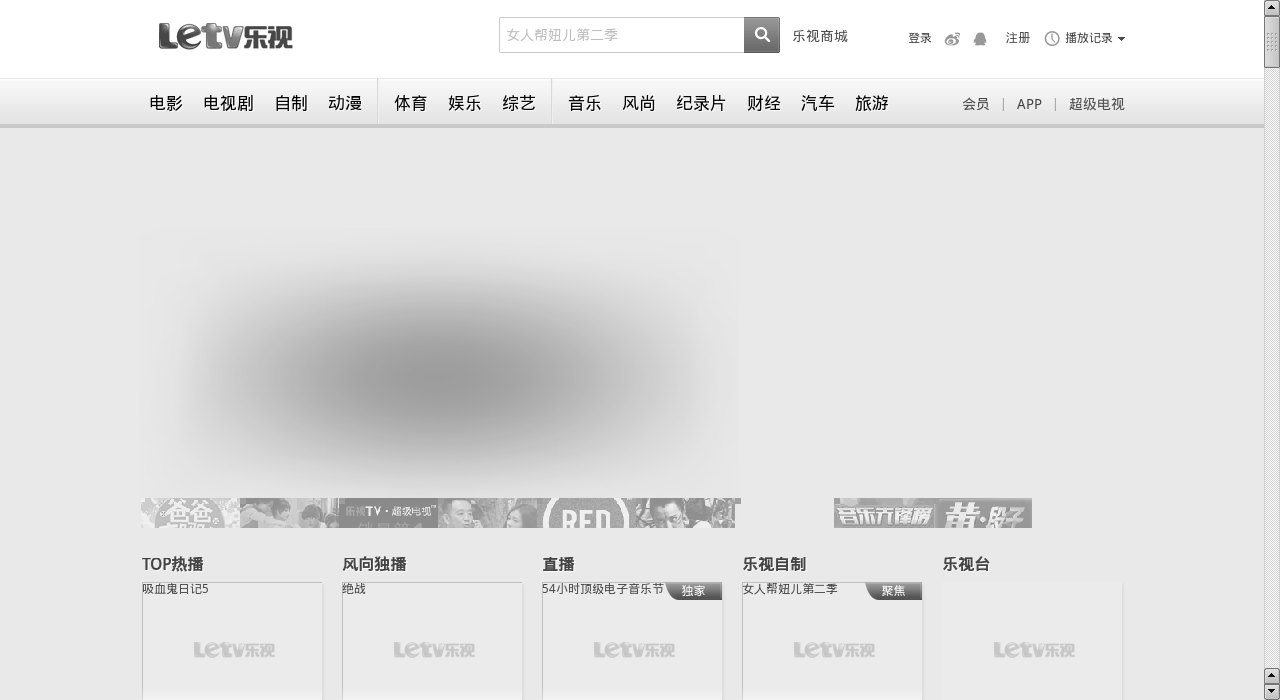 Letv乐视
女人帮妞儿第二季
乐视商城
登录 注册 播放记录
电影 电视剧 自制 动漫 体育 娱乐 综艺 音乐 风尚 纪录片 财经 汽车 旅游
会员 | APP | 超级电视
爸爸
乐视TV·超级电视
RED
音乐天籁榜
黄·段子
TOP热播 风向独播 直播 乐视自制 乐视台
吸血鬼日记5 绝战 54小时顶级电子音乐节 独家 女人帮妞儿第二季 聚焦
Letv乐视 Letv乐视 Letv乐视 Letv乐视 Letv乐视